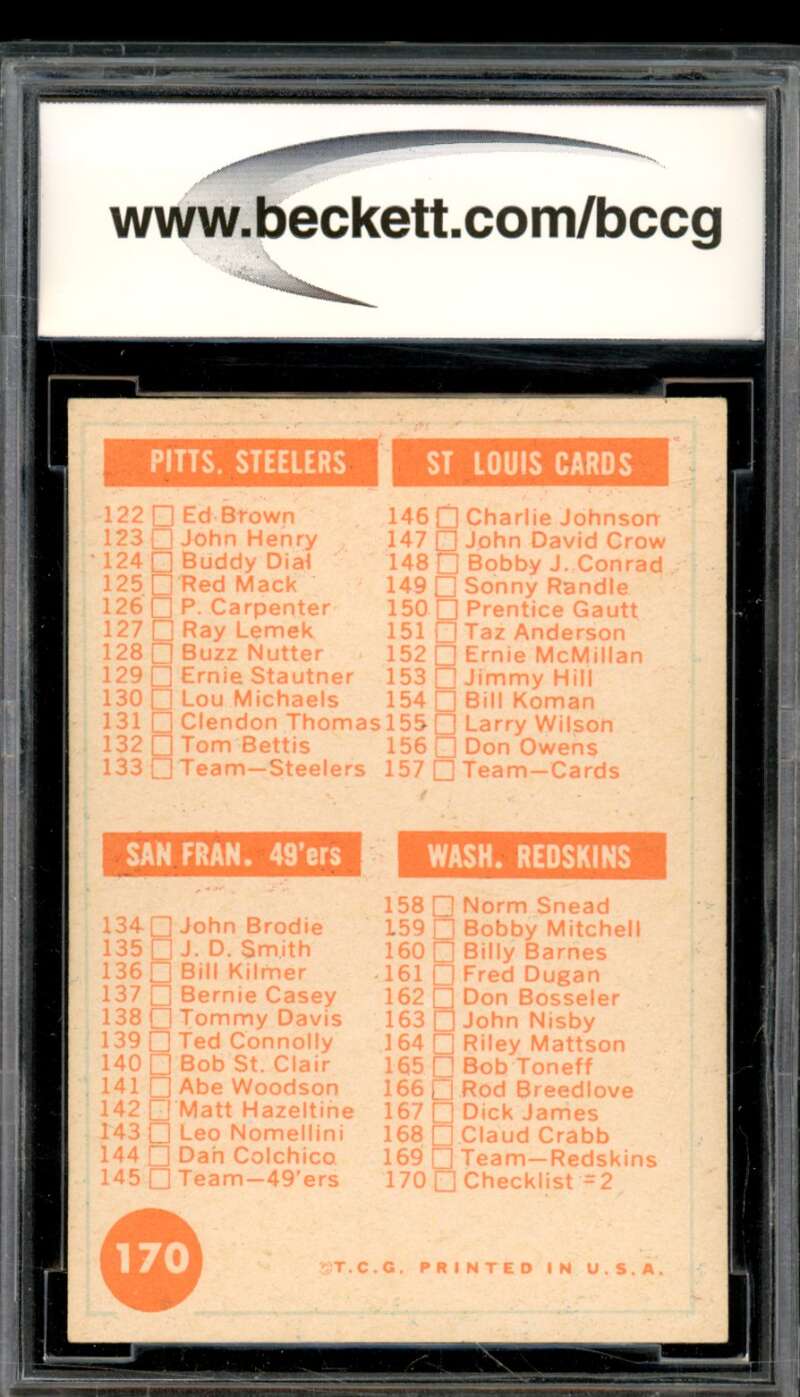 www.beckett.com/bccg
PITTS. STEELERS
122 Ed Brown
123 John Henry
124 Buddy Dial
125 Red Mack
126 P. Carpenter
127 Ray Lemek
128 Buzz Nutter
129 Ernie Stautner
130 Lou Michaels
131 Clendon Thomas
132 Tom Bettis
133 Team—Steelers
ST LOUIS CARDS
146 Charlie Johnson
147 John David Crow
148 Bobby J. Conrad
149 Sonny Randle
150 Prentice Gautt
151 Taz Anderson
152 Ernie McMillan
153 Jimmy Hill
154 Bill Koman
155 Larry Wilson
156 Don Owens
157 Team—Cards
SAN FRAN. 49'ers
134 John Brodie
135 J. D. Smith
136 Bill Kilmer
137 Bernie Casey
138 Tommy Davis
139 Ted Connolly
140 Bob St. Clair
141 Abe Woodson
142 Matt Hazeltine
143 Leo Nomellini
144 Dan Colchico
145 Team—49'ers
WASH. REDSKINS
158 Norm Snead
159 Bobby Mitchell
160 Billy Barnes
161 Fred Dugan
162 Don Bosseler
163 John Nisby
164 Riley Mattson
165 Bob Toneff
166 Rod Breedlove
167 Dick James
168 Claud Crabb
169 Team—Redskins
170 Checklist =2
170
©T.C.G. PRINTED IN U.S.A.